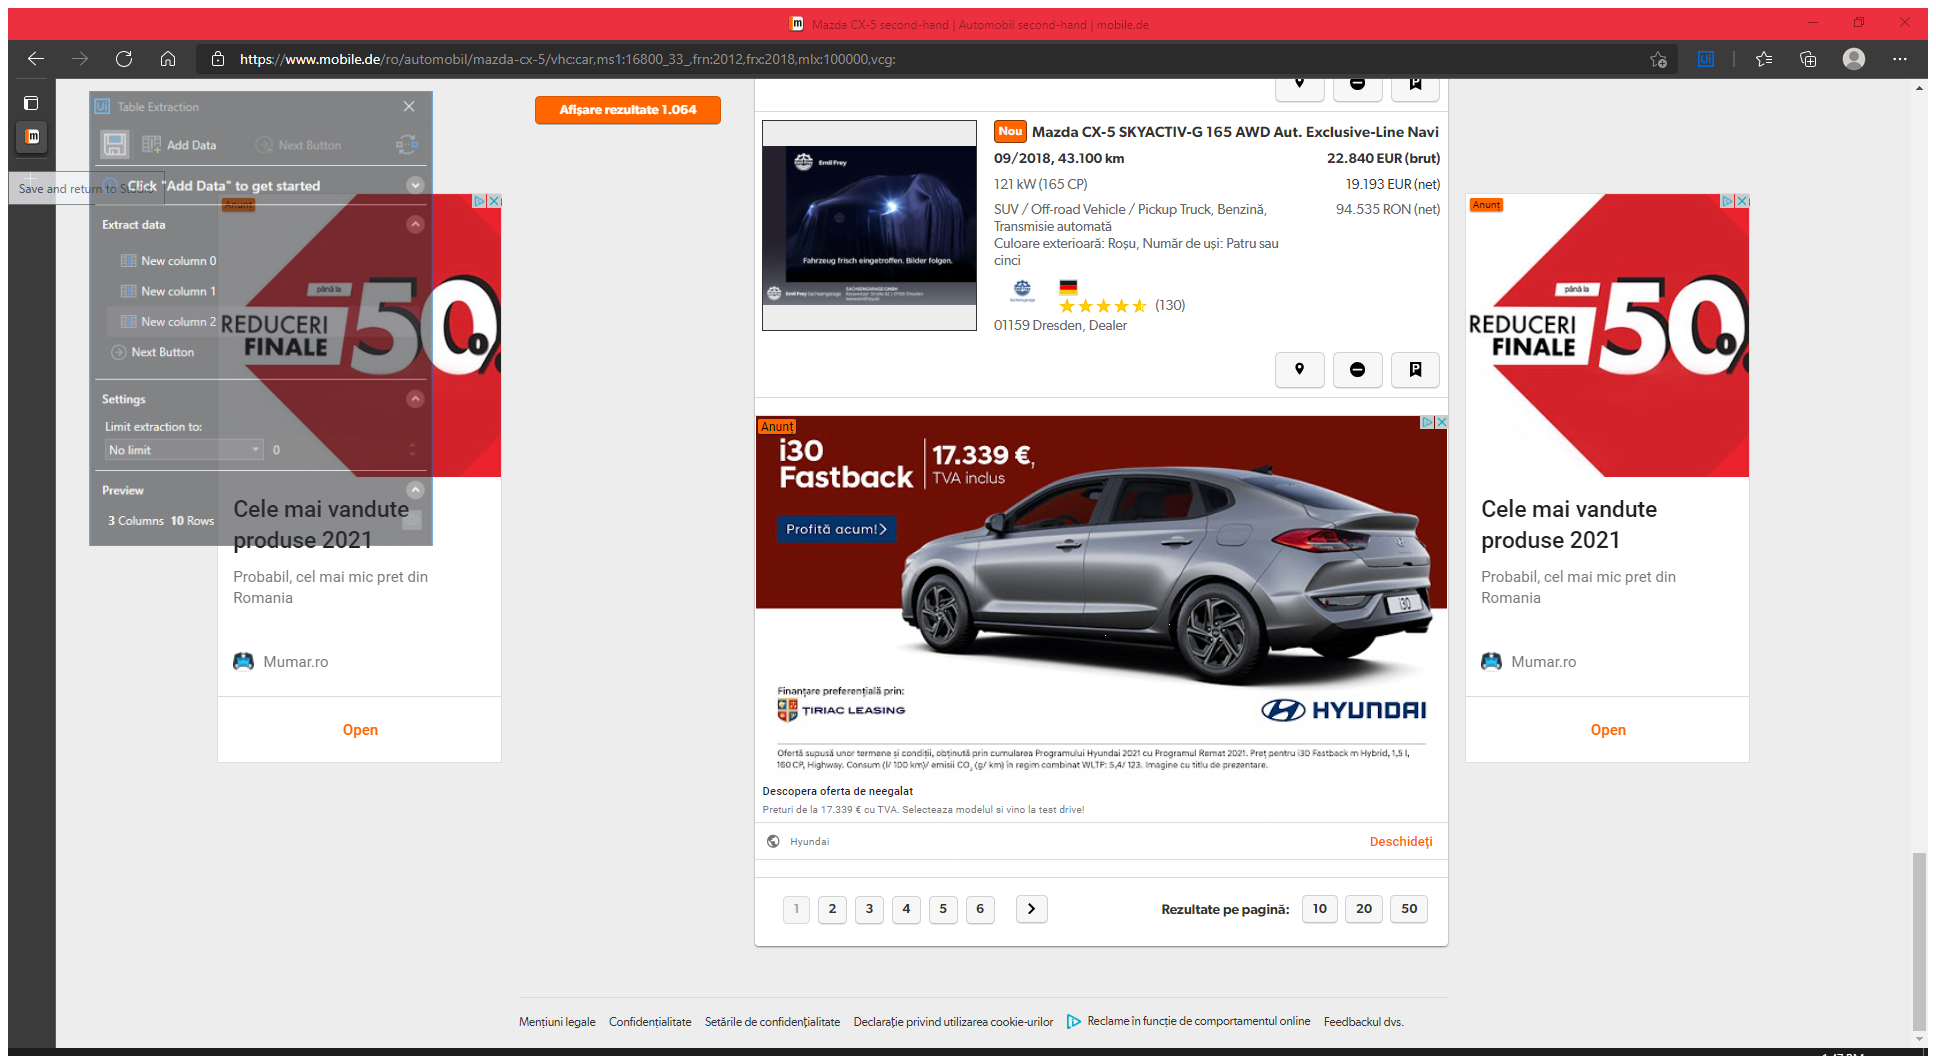 Mazda CX-5 second-hand | Automobil second-hand | mobile.de
https://www.mobile.de/ro/automobil/mazda-cx-5/vhc:car,ms1:16800_33_,frn:2012,frx:2018,mlx:100000,vcg:
Table Extraction
Add Data
Next Button
Save and return to Studio
Click "Add Data" to get started
Extract data
New column 0
New column 1
New column 2
Next Button
Settings
Limit extraction to:
No limit
0
Preview
3 Columns 10 Rows
Anunț
până la
REDUCERI
FINALE
50%
Cele mai vandute
produse 2021
Probabil, cel mai mic pret din
Romania
Mumar.ro
Open
Afișare rezultate 1.064
Nou Mazda CX-5 SKYACTIV-G 165 AWD Aut. Exclusive-Line Navi
09/2018, 43.100 km
22.840 EUR (brut)
121 kW (165 CP)
19.193 EUR (net)
SUV / Off-road Vehicle / Pickup Truck, Benzină,
94.535 RON (net)
Transmisie automată
Culoare exterioară: Roșu, Număr de uși: Patru sau
cinci
(130)
01159 Dresden, Dealer
Emil Frey
Fahrzeug frisch eingetroffen. Bilder folgen.
Emil Frey Sachsengarage
SACHSENGARAGE GMBH
Anunț
i30
Fastback
17.339 €,
TVA inclus
Profită acum!
i30
Finanțare preferențială prin:
ȚIRIAC LEASING
HYUNDAI
Ofertă supusă unor termene și condiții, obținută prin cumularea Programului Hyundai 2021 cu Programul Remat 2021. Preț pentru i30 Fastback m Hybrid, 1,5 l,
160 CP, Highway. Consum (l/ 100 km)/ emisii CO2 (g/ km) în regim combinat WLTP: 5,4/ 123. Imagine cu titlu de prezentare.
Descopera oferta de neegalat
Preturi de la 17.339 € cu TVA. Selecteaza modelul si vino la test drive!
Hyundai
Deschideți
1 2 3 4 5 6
Rezultate pe pagină: 10 20 50
Anunț
până la
REDUCERI
FINALE
50%
Cele mai vandute
produse 2021
Probabil, cel mai mic pret din
Romania
Mumar.ro
Open
Mențiuni legale Confidențialitate Setările de confidențialitate Declarație privind utilizarea cookie-urilor Reclame în funcție de comportamentul online Feedbackul dvs.